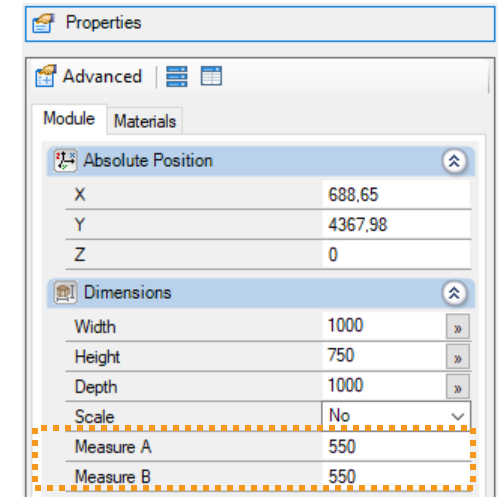 Properties
Advanced
Module Materials
Absolute Position
X 688,65
Y 4367,98
Z 0
Dimensions
Width 1000 »
Height 750 »
Depth 1000 »
Scale No
Measure A 550
Measure B 550